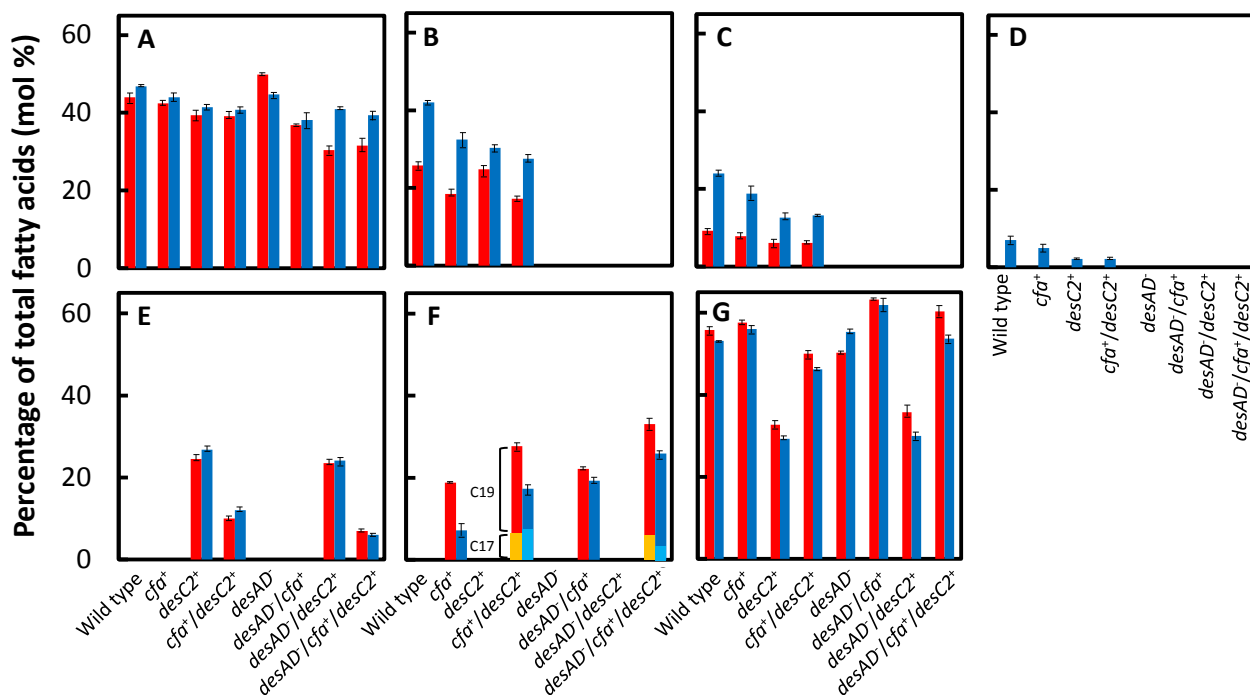 Percentage of total fatty acids (mol %)
60
40
20
0
A
B
C
D
Wild type
cfa⁺
desC2⁺
cfa⁺/desC2⁺
desAD⁻
desAD⁻/cfa⁺
desAD⁻/desC2⁺
desAD⁻/cfa⁺/desC2⁺
60
40
20
0
E
F
G
C19
C17
Wild type
cfa⁺
desC2⁺
cfa⁺/desC2⁺
desAD⁻
desAD⁻/cfa⁺
desAD⁻/desC2⁺
desAD⁻/cfa⁺/desC2⁺
Wild type
cfa⁺
desC2⁺
cfa⁺/desC2⁺
desAD⁻
desAD⁻/cfa⁺
desAD⁻/desC2⁺
desAD⁻/cfa⁺/desC2⁺
Wild type
cfa⁺
desC2⁺
cfa⁺/desC2⁺
desAD⁻
desAD⁻/cfa⁺
desAD⁻/desC2⁺
desAD⁻/cfa⁺/desC2⁺